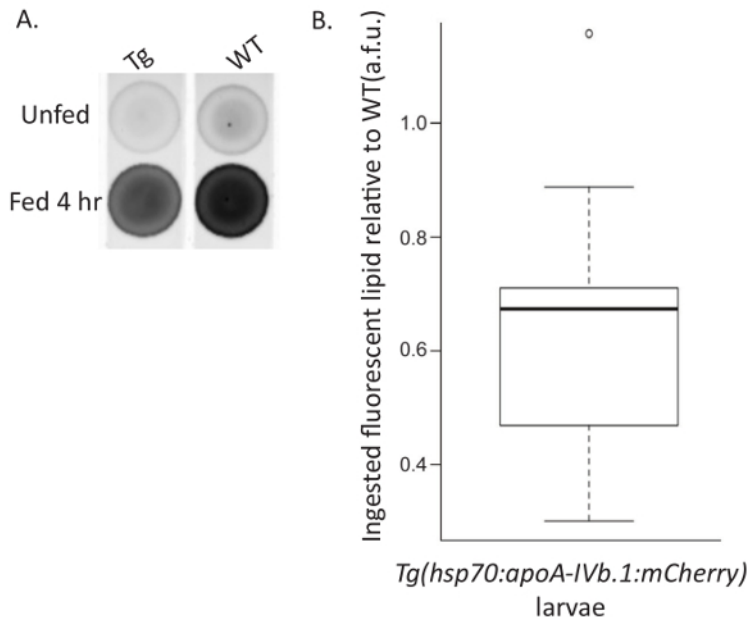 A.
Tg WT
Unfed
Fed 4 hr
B.
Ingested fluorescent lipid relative to WT(a.f.u.)
1.0
0.8
0.6
0.4
Tg(hsp70:apoA-IVb.1:mCherry)
larvae